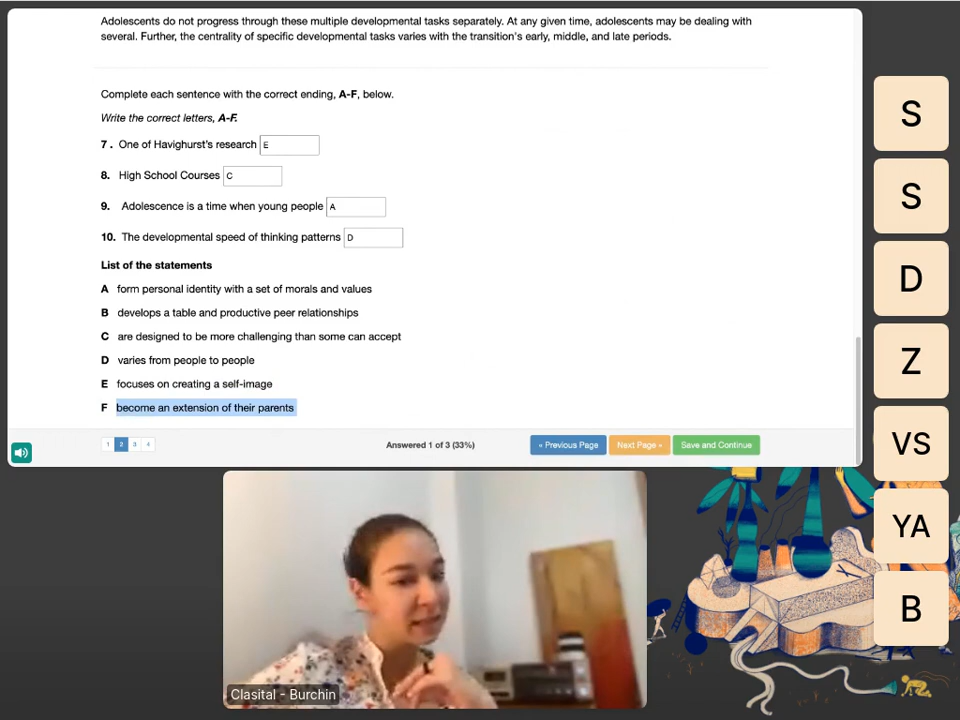 Adolescents do not progress through these multiple developmental tasks separately. At any given time, adolescents may be dealing with
several. Further, the centrality of specific developmental tasks varies with the transition's early, middle, and late periods.
Complete each sentence with the correct ending, A-F, below.
Write the correct letters, A-F.
7 . One of Havighurst's research E
8. High School Courses C
9. Adolescence is a time when young people A
10. The developmental speed of thinking patterns D
List of the statements
A form personal identity with a set of morals and values
B develops a table and productive peer relationships
C are designed to be more challenging than some can accept
D varies from people to people
E focuses on creating a self-image
F become an extension of their parents
1 2 3 4 Answered 1 of 3 (33%) « Previous Page Next Page » Save and Continue
S
S
D
Z
VS
YA
B
Clasital - Burchin